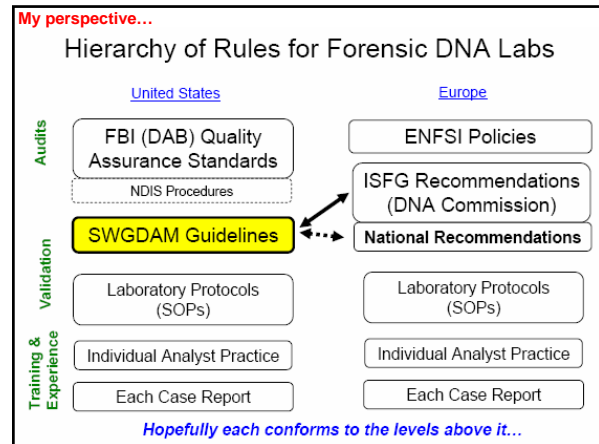 My perspective…
Hierarchy of Rules for Forensic DNA Labs
United States
Europe
Audits
FBI (DAB) Quality
Assurance Standards
NDIS Procedures
ENFSI Policies
ISFG Recommendations
(DNA Commission)
SWGDAM Guidelines
National Recommendations
Validation
Laboratory Protocols
(SOPs)
Laboratory Protocols
(SOPs)
Training &
Experience
Individual Analyst Practice
Individual Analyst Practice
Each Case Report
Each Case Report
Hopefully each conforms to the levels above it…